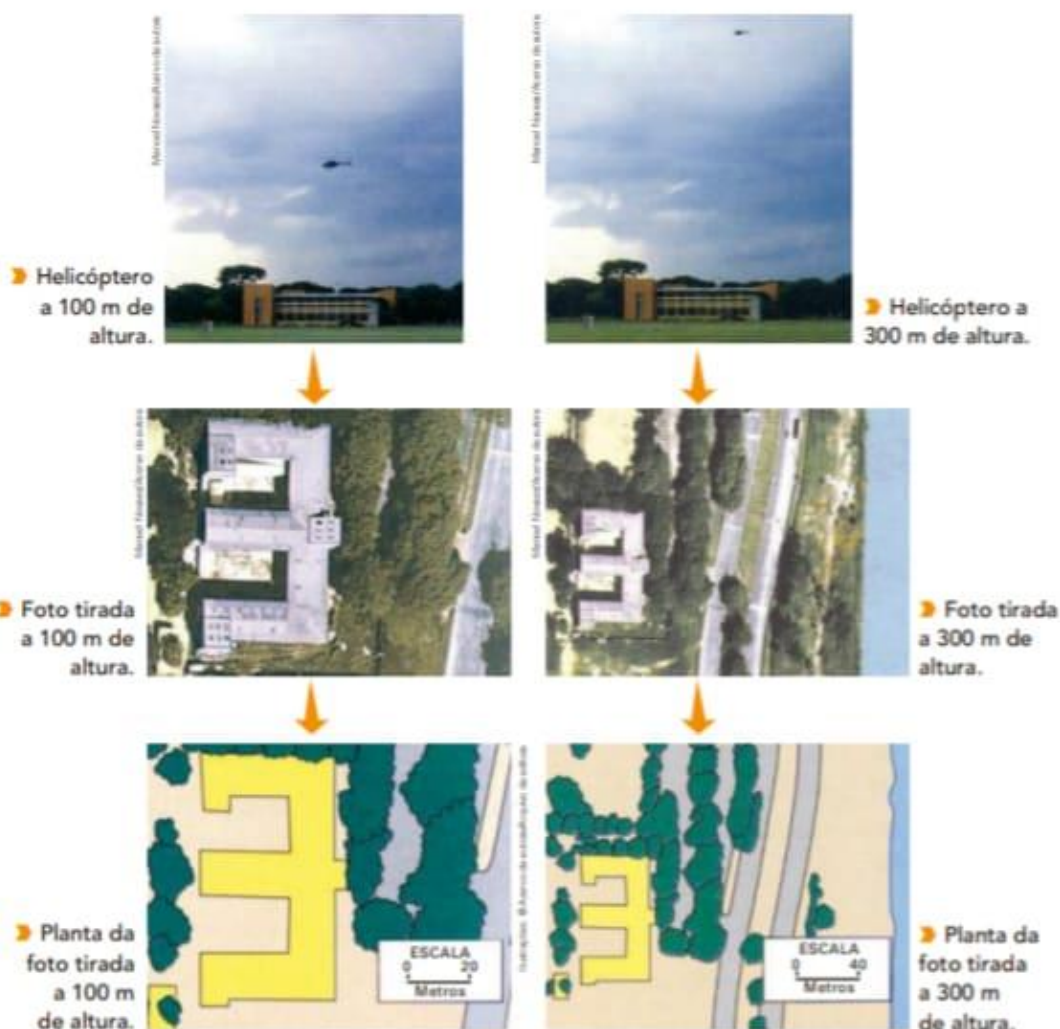 Helicóptero
a 100 m de
altura.
Helicóptero a
300 m de altura.
Foto tirada
a 100 m de
altura.
Foto tirada
a 300 m de
altura.
Planta da
foto tirada
a 100 m
de altura.
ESCALA
0 20
Metros
ESCALA
0 40
Metros
Planta da
foto tirada
a 300 m
de altura.